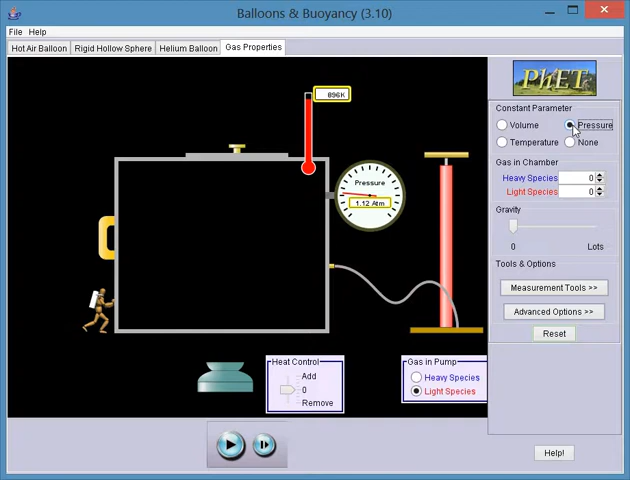 Balloons & Buoyancy (3.10)
File Help
Hot Air Balloon Rigid Hollow Sphere Helium Balloon Gas Properties
PhET
896K
Constant Parameter
Volume Pressure
Temperature None
Pressure
1.12 Atm
Gas in Chamber
Heavy Species 0
Light Species 0
Gravity
0 Lots
Tools & Options
Measurement Tools >>
Advanced Options >>
Reset
Heat Control
Add
0
Remove
Gas in Pump
Heavy Species
Light Species
Help!